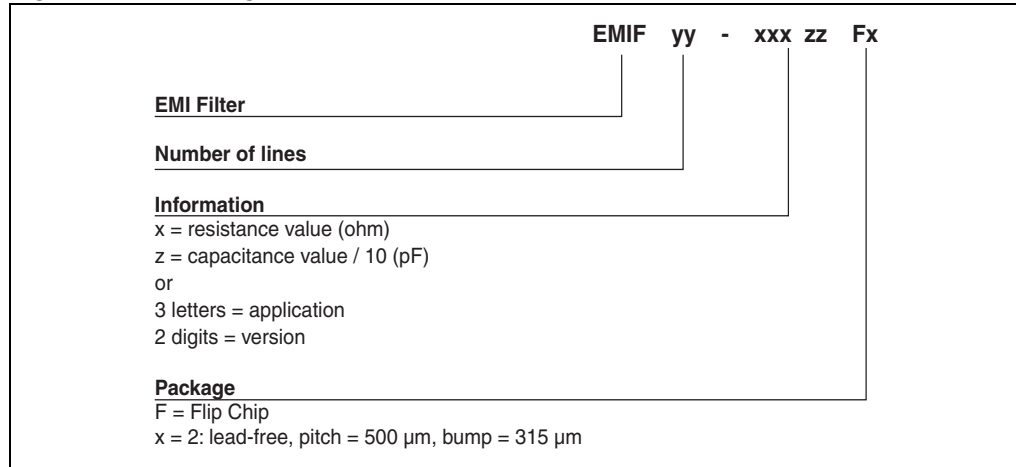 EMIF yy - xxx zz Fx
EMI Filter
Number of lines
Information
x = resistance value (ohm)
z = capacitance value / 10 (pF)
or
3 letters = application
2 digits = version
Package
F = Flip Chip
x = 2: lead-free, pitch = 500 µm, bump = 315 µm